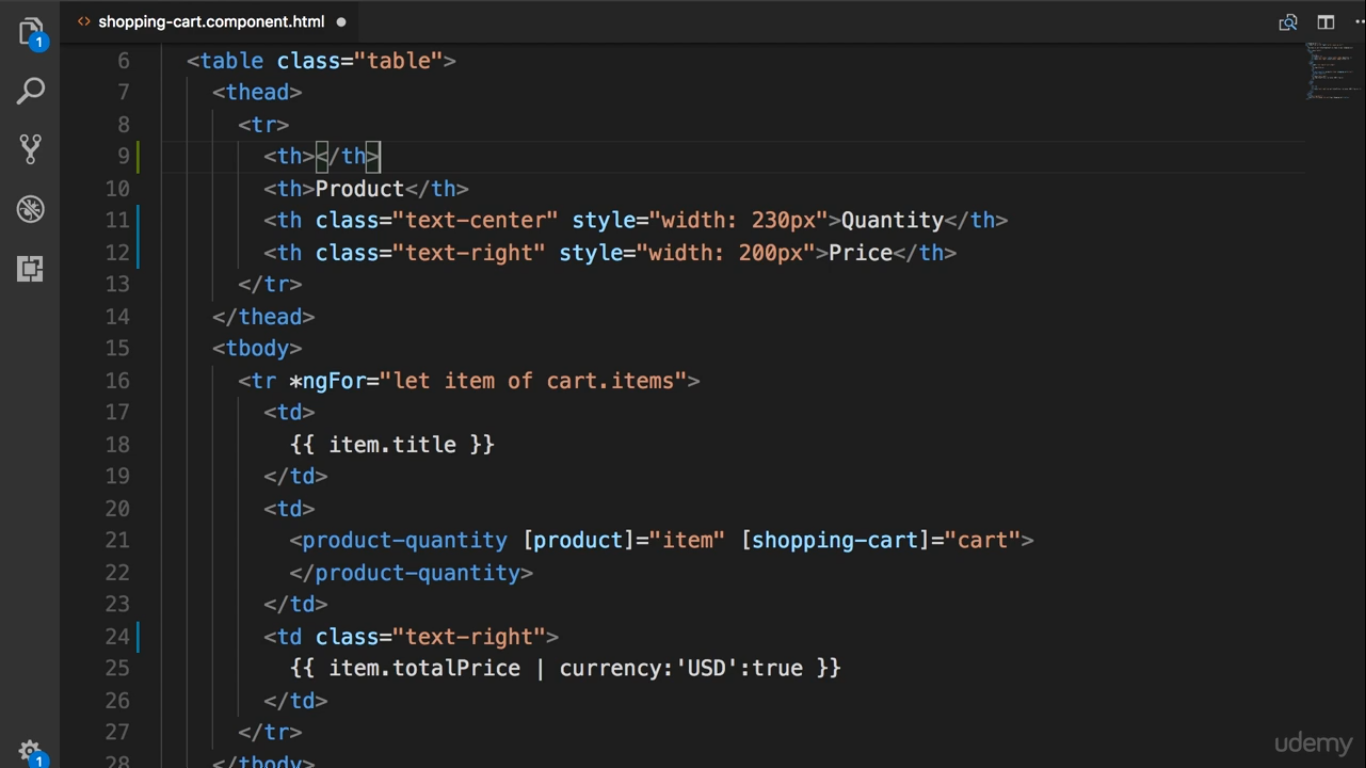 shopping-cart.component.html
1
6 <table class="table">
7 <thead>
8 <tr>
9 <th></th>
10 <th>Product</th>
11 <th class="text-center" style="width: 230px">Quantity</th>
12 <th class="text-right" style="width: 200px">Price</th>
13 </tr>
14 </thead>
15 <tbody>
16 <tr *ngFor="let item of cart.items">
17 <td>
18 {{ item.title }}
19 </td>
20 <td>
21 <product-quantity [product]="item" [shopping-cart]="cart">
22 </product-quantity>
23 </td>
24 <td class="text-right">
25 {{ item.totalPrice | currency:'USD':true }}
26 </td>
27 </tr>
28 </tbody>
1
udemy